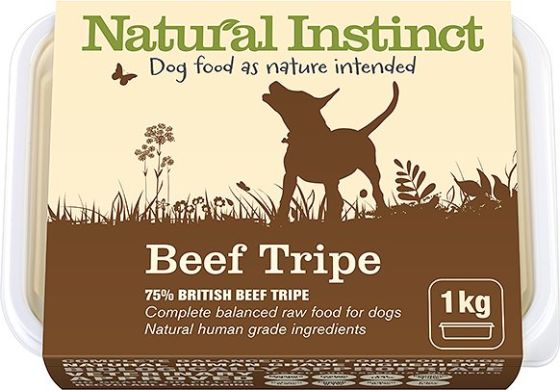 Natural Instinct
Dog food as nature intended
Beef Tripe
75% BRITISH BEEF TRIPE
Complete balanced raw food for dogs
Natural human grade ingredients
1kg